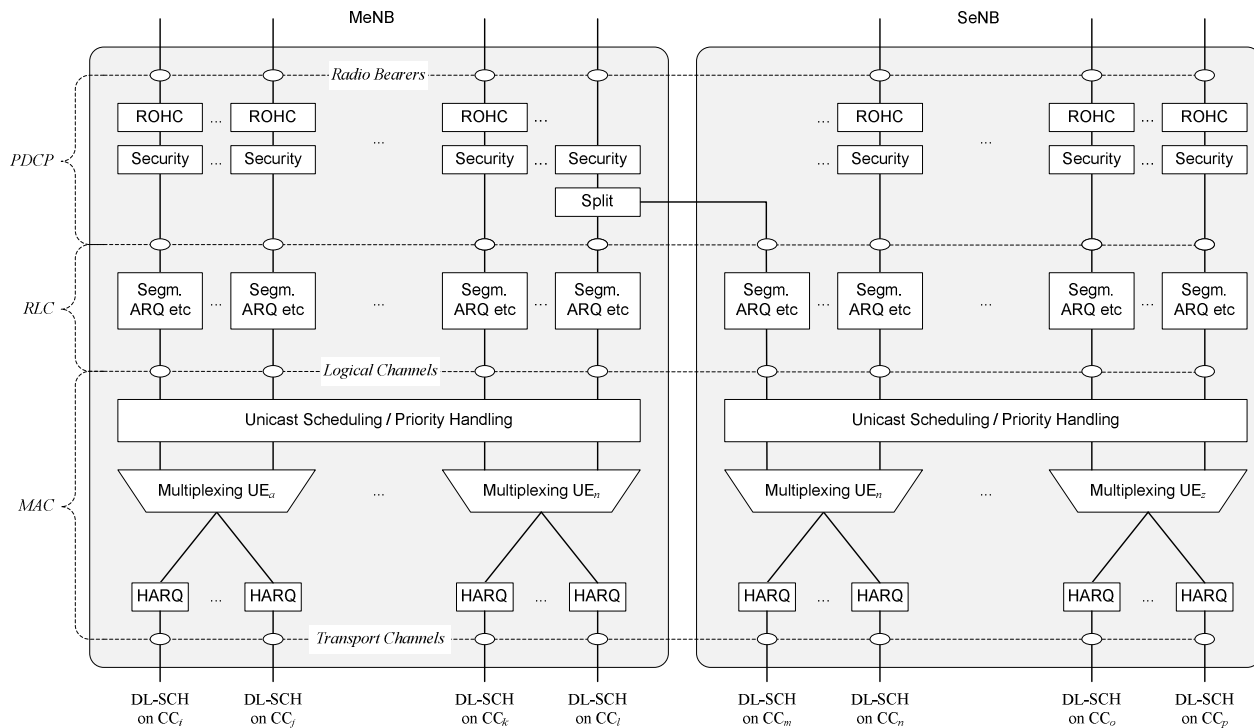 MeNB SeNB
Radio Bearers
ROHC ... ROHC ROHC ... ... ROHC ROHC ... ROHC
... ...
PDCP
Security ... Security Security ... Security ... Security Security ... Security
Split
RLC
Segm. ARQ etc ... Segm. ARQ etc ... Segm. ARQ etc ... Segm. ARQ etc Segm. ARQ etc ... Segm. ARQ etc ... Segm. ARQ etc ... Segm. ARQ etc
Logical Channels
Unicast Scheduling / Priority Handling Unicast Scheduling / Priority Handling
MAC
Multiplexing UEa ... Multiplexing UEn Multiplexing UEn ... Multiplexing UEz
HARQ ... HARQ HARQ ... HARQ HARQ ... HARQ HARQ ... HARQ
Transport Channels
DL-SCH DL-SCH DL-SCH DL-SCH DL-SCH DL-SCH DL-SCH DL-SCH
on CCi on CCj on CCk on CCl on CCm on CCn on CCo on CCp